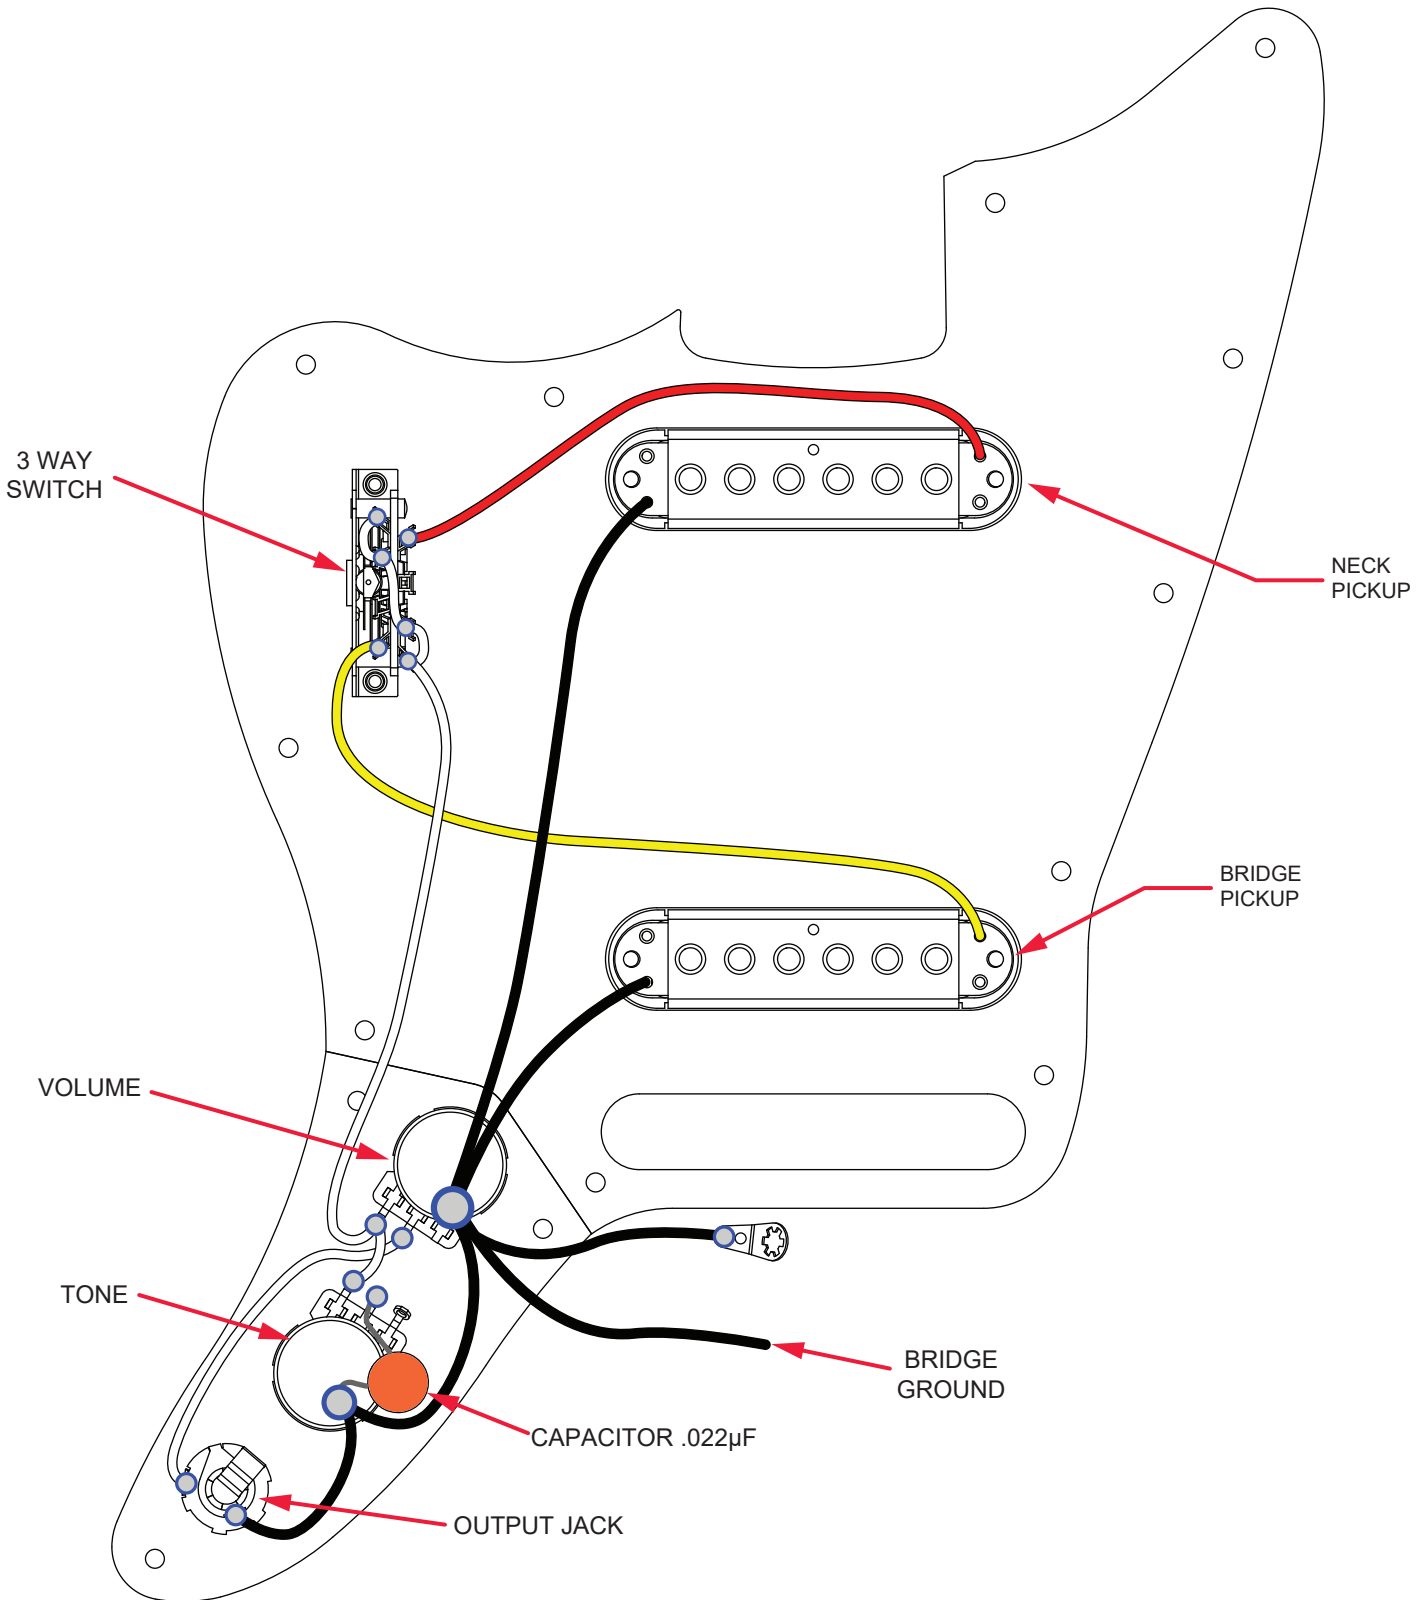 3 WAY
SWITCH
NECK
PICKUP
BRIDGE
PICKUP
VOLUME
TONE
BRIDGE
GROUND
CAPACITOR .022µF
OUTPUT JACK